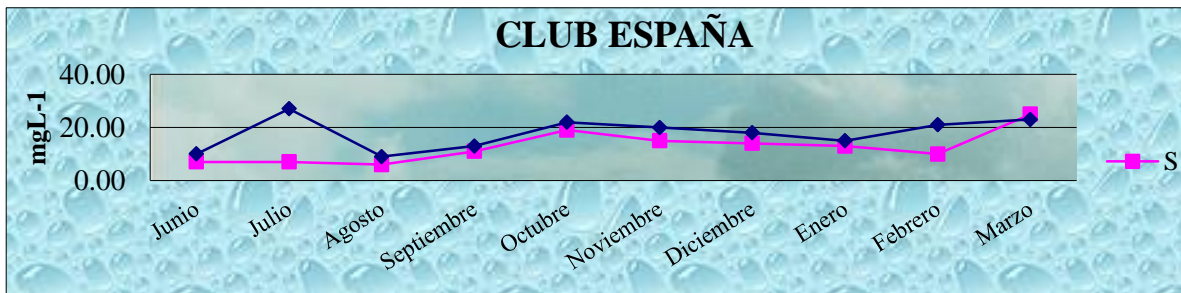 CLUB ESPAÑA
mgL-1
40.00
20.00
0.00
Junio
Julio
Agosto
Septiembre
Octubre
Noviembre
Diciembre
Enero
Febrero
Marzo
S